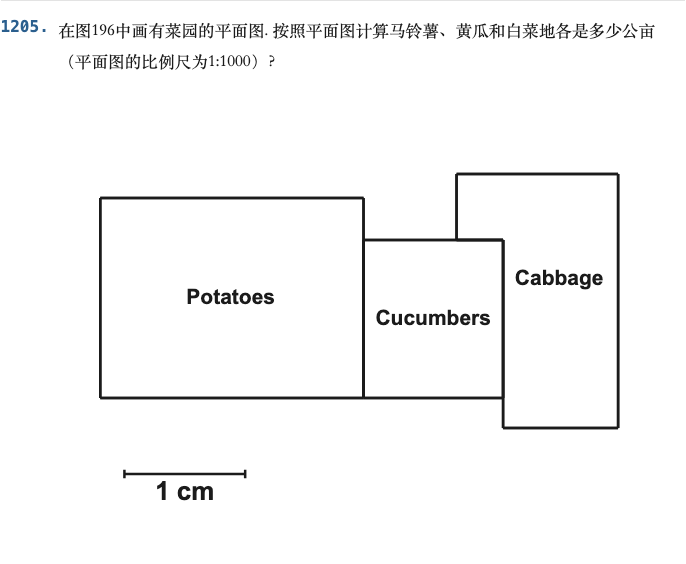 1205. 在图196中画有菜园的平面图. 按照平面图计算马铃薯、黄瓜和白菜地各是多少公亩
（平面图的比例尺为1:1000）?
Potatoes
Cucumbers
Cabbage
1 cm